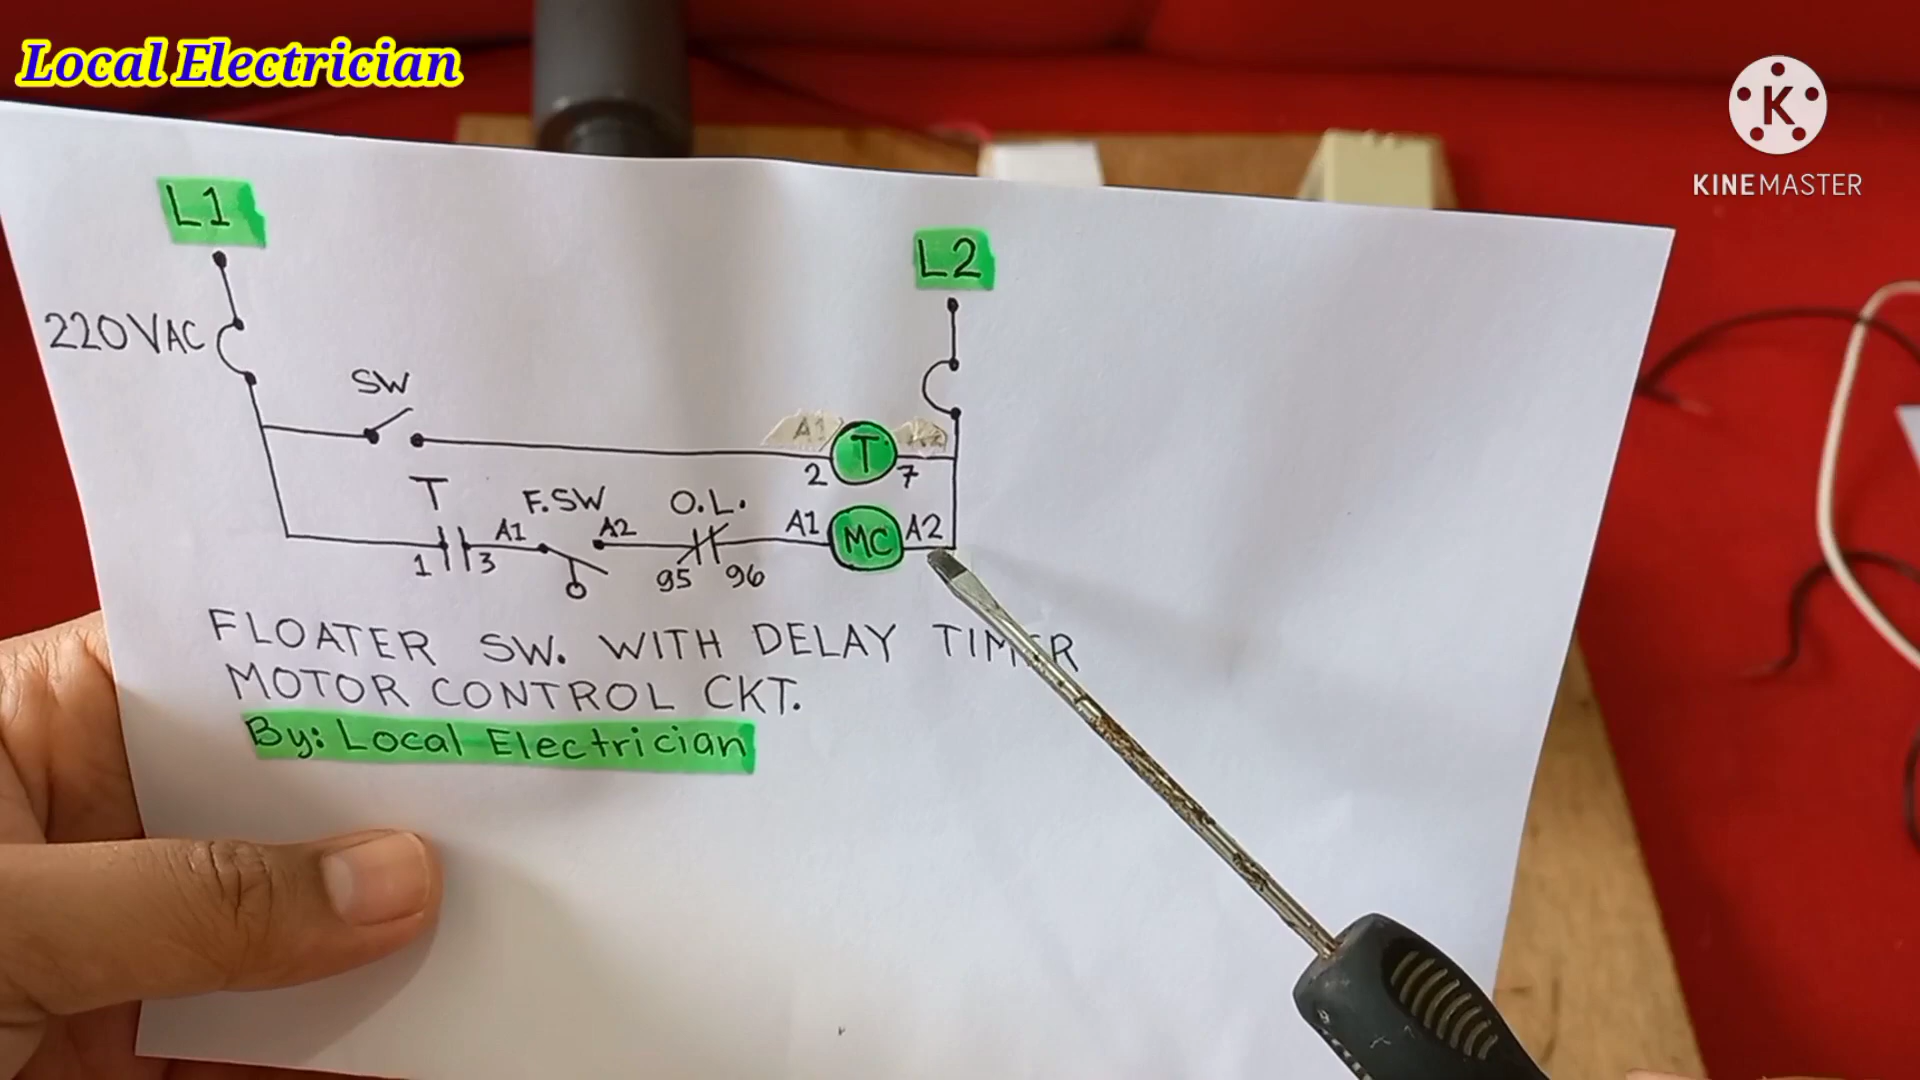 Local Electrician
K
KINEMASTER
L1
L2
220VAC
SW
A1 T A2
2 7
T F.SW O.L.
A1 A2 A1 MC A2
1 3 95 96
FLOATER SW. WITH DELAY TIMER
MOTOR CONTROL CKT.
By: Local Electrician